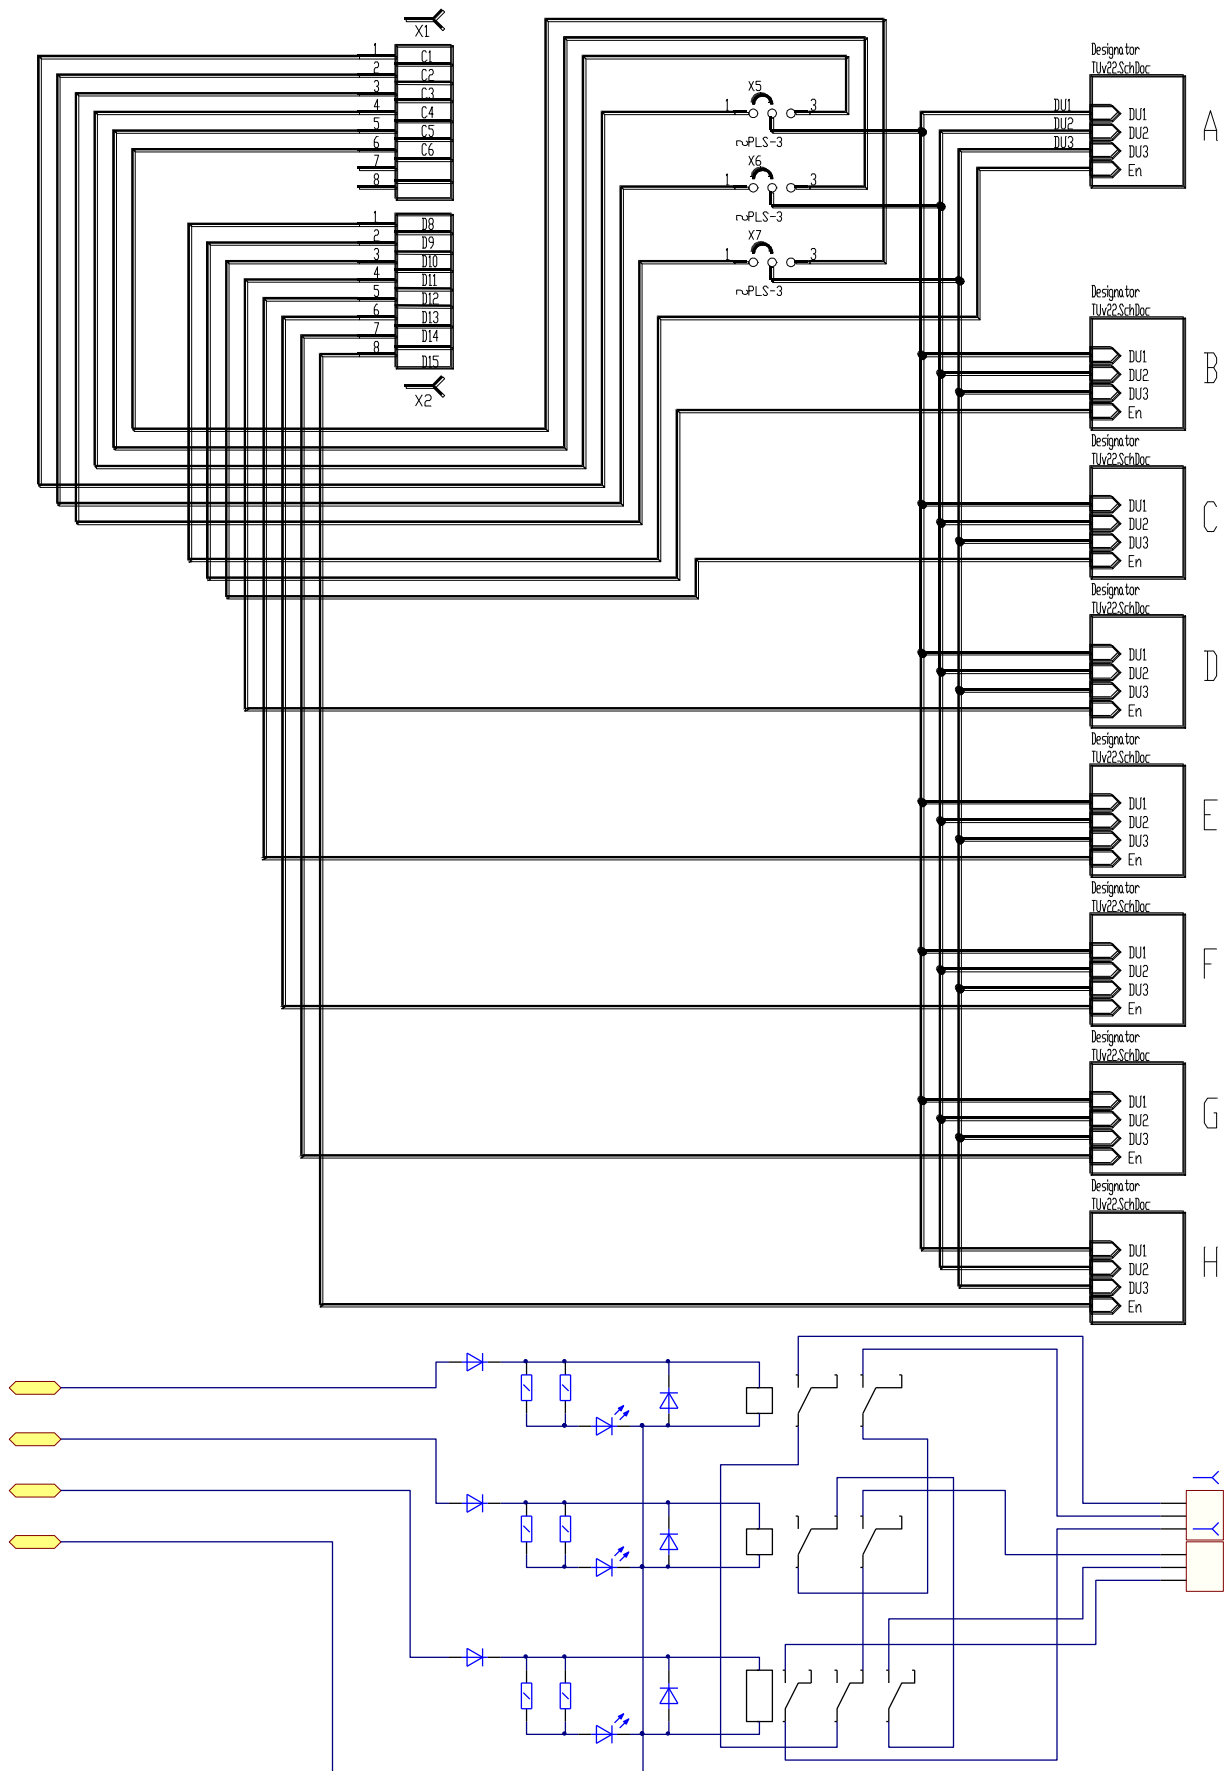 X1
1 C1
2 C2
3 C3
4 C4
5 C5
6 C6
7
8
1 D8
2 D9
3 D10
4 D11
5 D12
6 D13
7 D14
8 D15
X2
X5
1 3
~PLS-3
X6
1 3
~PLS-3
X7
1 3
~PLS-3
Designator
TUv22.SchDoc
DU1 DU1
DU2 DU2
DU3 DU3
En
A
Designator
TUv22.SchDoc
DU1
DU2
DU3
En
B
Designator
TUv22.SchDoc
DU1
DU2
DU3
En
C
Designator
TUv22.SchDoc
DU1
DU2
DU3
En
D
Designator
TUv22.SchDoc
DU1
DU2
DU3
En
E
Designator
TUv22.SchDoc
DU1
DU2
DU3
En
F
Designator
TUv22.SchDoc
DU1
DU2
DU3
En
G
Designator
TUv22.SchDoc
DU1
DU2
DU3
En
H